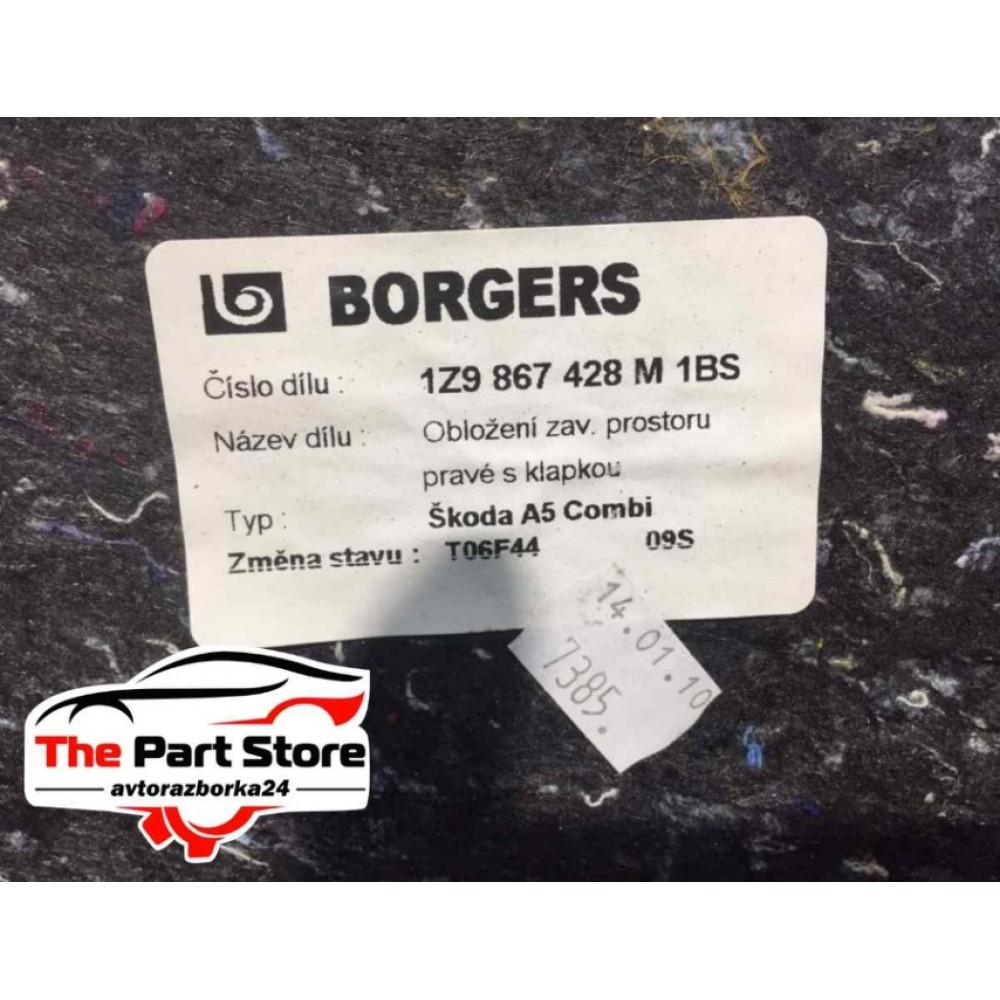 BORGERS
Číslo dílu : 1Z9 867 428 M 1BS
Název dílu : Obložení zav. prostoru
pravé s klapkou
Typ : Škoda A5 Combi
Změna stavu : T06F44 09S
14.01.10
7385.
The Part Store
avtorazborka24